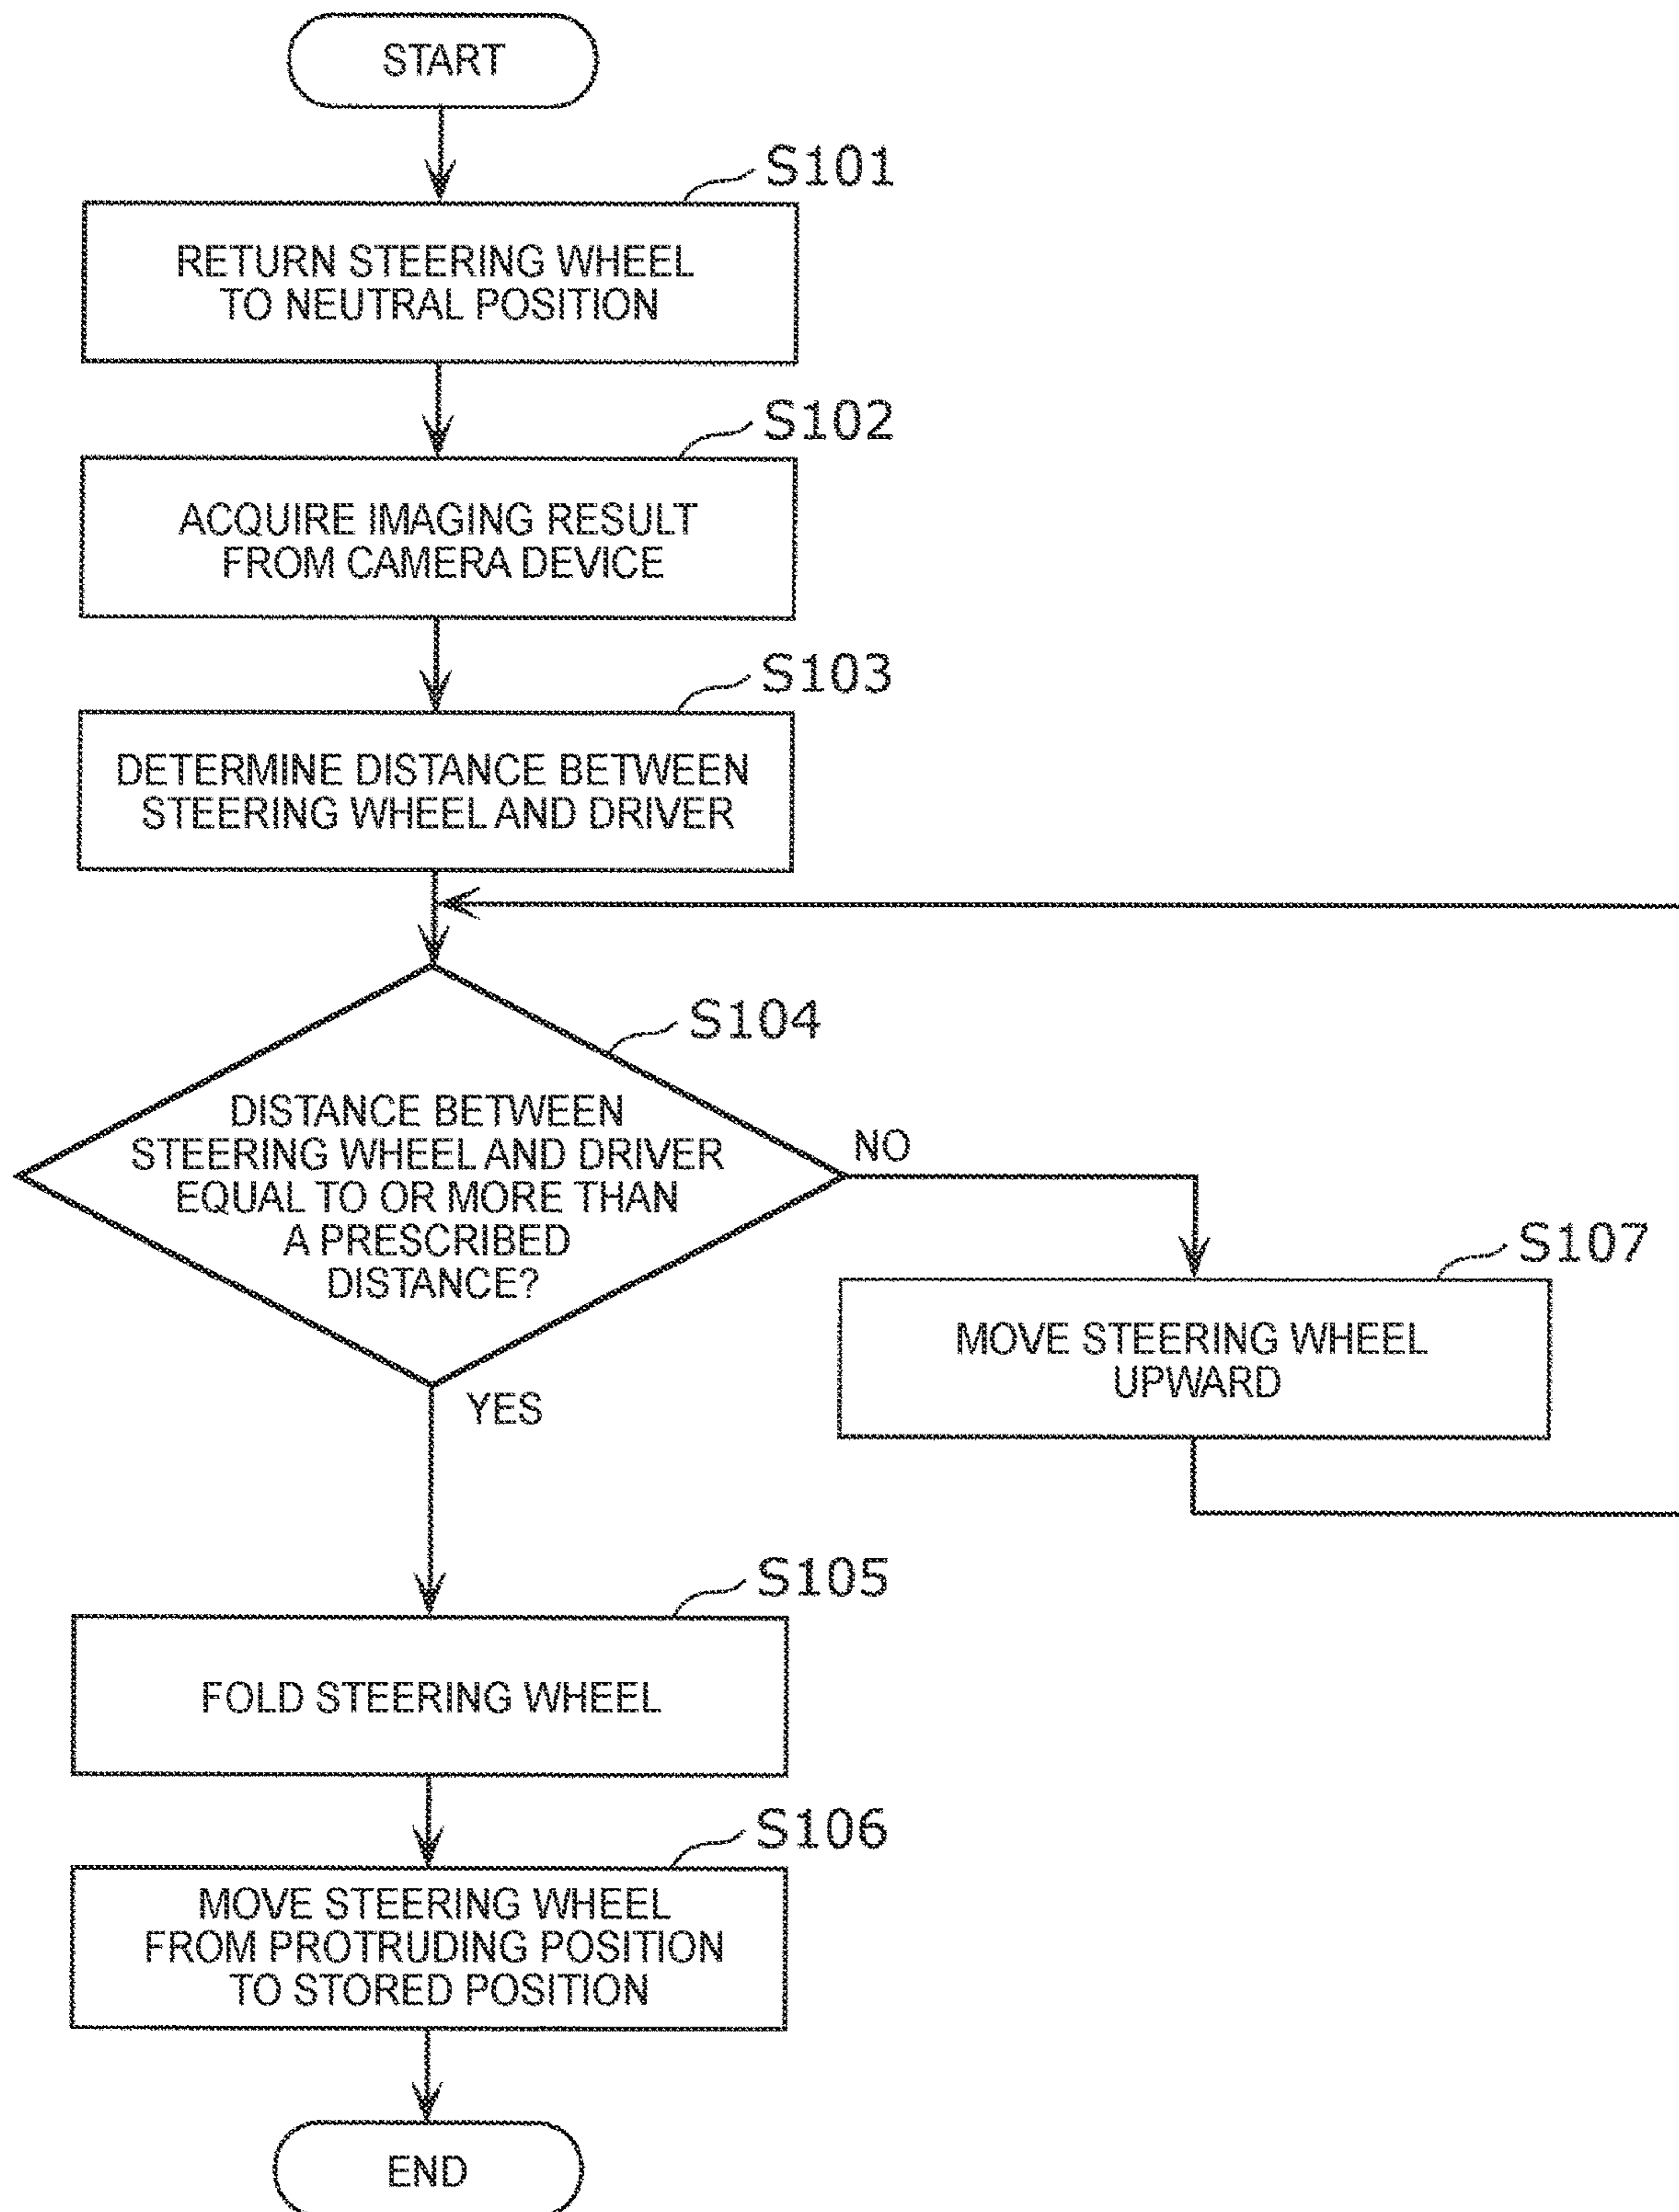 START
S101
RETURN STEERING WHEEL
TO NEUTRAL POSITION
S102
ACQUIRE IMAGING RESULT
FROM CAMERA DEVICE
S103
DETERMINE DISTANCE BETWEEN
STEERING WHEEL AND DRIVER
S104
DISTANCE BETWEEN
STEERING WHEEL AND DRIVER
EQUAL TO OR MORE THAN
A PRESCRIBED
DISTANCE?
NO
S107
MOVE STEERING WHEEL
UPWARD
YES
S105
FOLD STEERING WHEEL
S106
MOVE STEERING WHEEL
FROM PROTRUDING POSITION
TO STORED POSITION
END